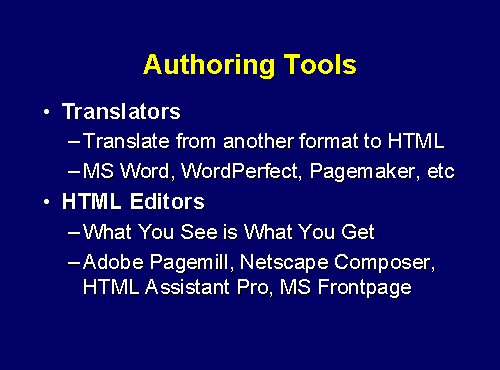 Authoring Tools
• Translators
– Translate from another format to HTML
– MS Word, WordPerfect, Pagemaker, etc
• HTML Editors
– What You See is What You Get
– Adobe Pagemill, Netscape Composer,
HTML Assistant Pro, MS Frontpage